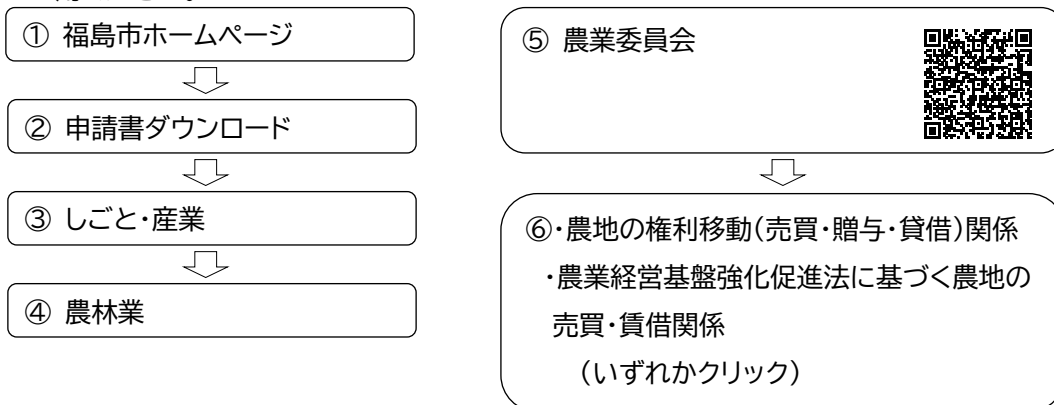 ① 福島市ホームページ
② 申請書ダウンロード
③ しごと・産業
④ 農林業
⑤ 農業委員会
⑥・農地の権利移動(売買・贈与・貸借)関係
・農業経営基盤強化促進法に基づく農地の
売買・賃借関係
(いずれかクリック)